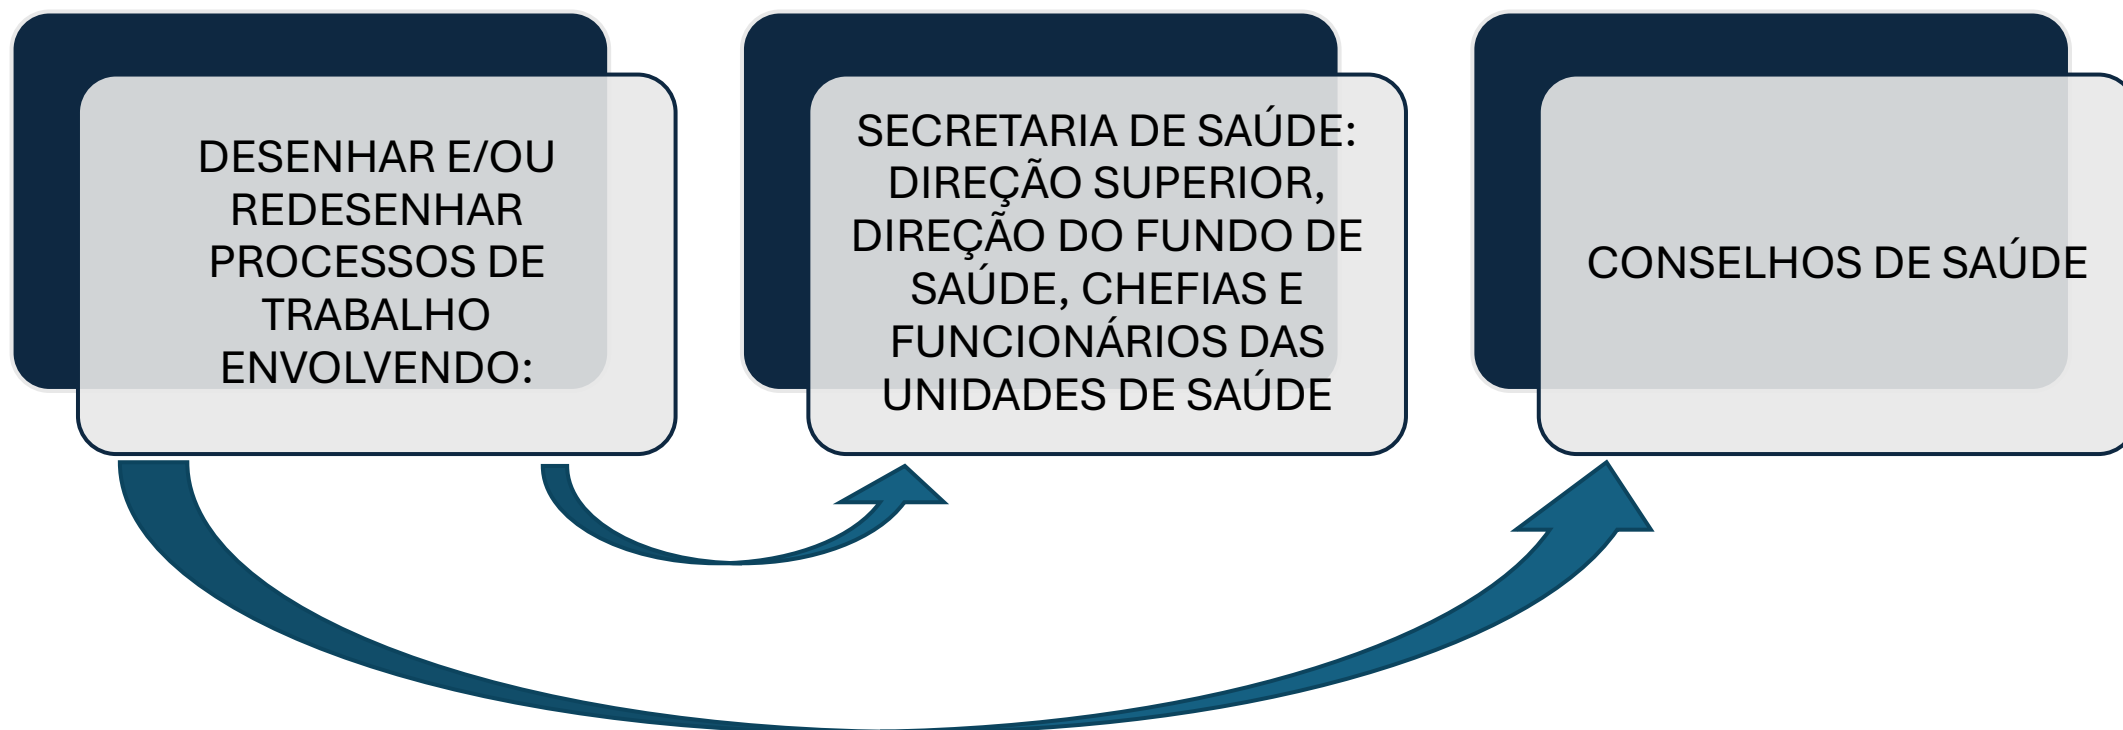 DESENHAR E/OU
REDESENHAR
PROCESSOS DE
TRABALHO
ENVOLVENDO:
SECRETARIA DE SAÚDE:
DIREÇÃO SUPERIOR,
DIREÇÃO DO FUNDO DE
SAÚDE, CHEFIAS E
FUNCIONÁRIOS DAS
UNIDADES DE SAÚDE
CONSELHOS DE SAÚDE